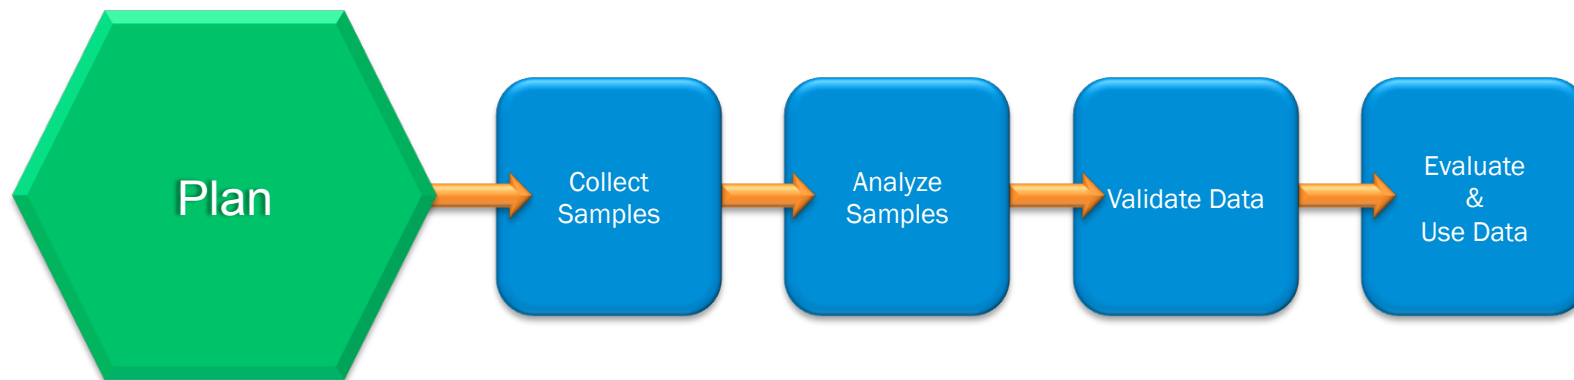 Plan
Collect
Samples
Analyze
Samples
Validate Data
Evaluate
&
Use Data